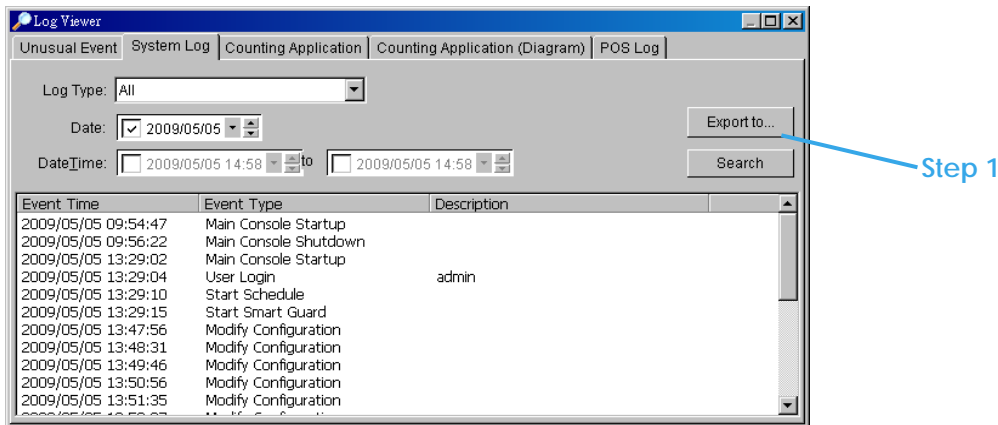 Log Viewer
Unusual Event System Log Counting Application Counting Application (Diagram) POS Log
Log Type: All
Date: 2009/05/05
Export to...
DateTime: 2009/05/05 14:58 to 2009/05/05 14:58
Search
Step 1
Event Time Event Type Description
2009/05/05 09:54:47 Main Console Startup
2009/05/05 09:56:22 Main Console Shutdown
2009/05/05 13:29:02 Main Console Startup
2009/05/05 13:29:04 User Login admin
2009/05/05 13:29:10 Start Schedule
2009/05/05 13:29:15 Start Smart Guard
2009/05/05 13:47:56 Modify Configuration
2009/05/05 13:48:31 Modify Configuration
2009/05/05 13:49:46 Modify Configuration
2009/05/05 13:50:56 Modify Configuration
2009/05/05 13:51:35 Modify Configuration